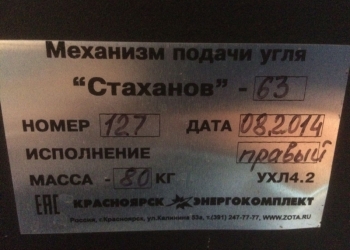 Механизм подачи угля
“Стаханов” - 63
НОМЕР 127 ДАТА 08.2014
ИСПОЛНЕНИЕ правый
МАССА - 80 КГ УХЛ4.2
ЕАС КРАСНОЯРСК ЭНЕРГОКОМПЛЕКТ
Россия, г.Красноярск, ул.Калинина 53а, т.(391) 247-77-77, WWW.ZOTA.RU